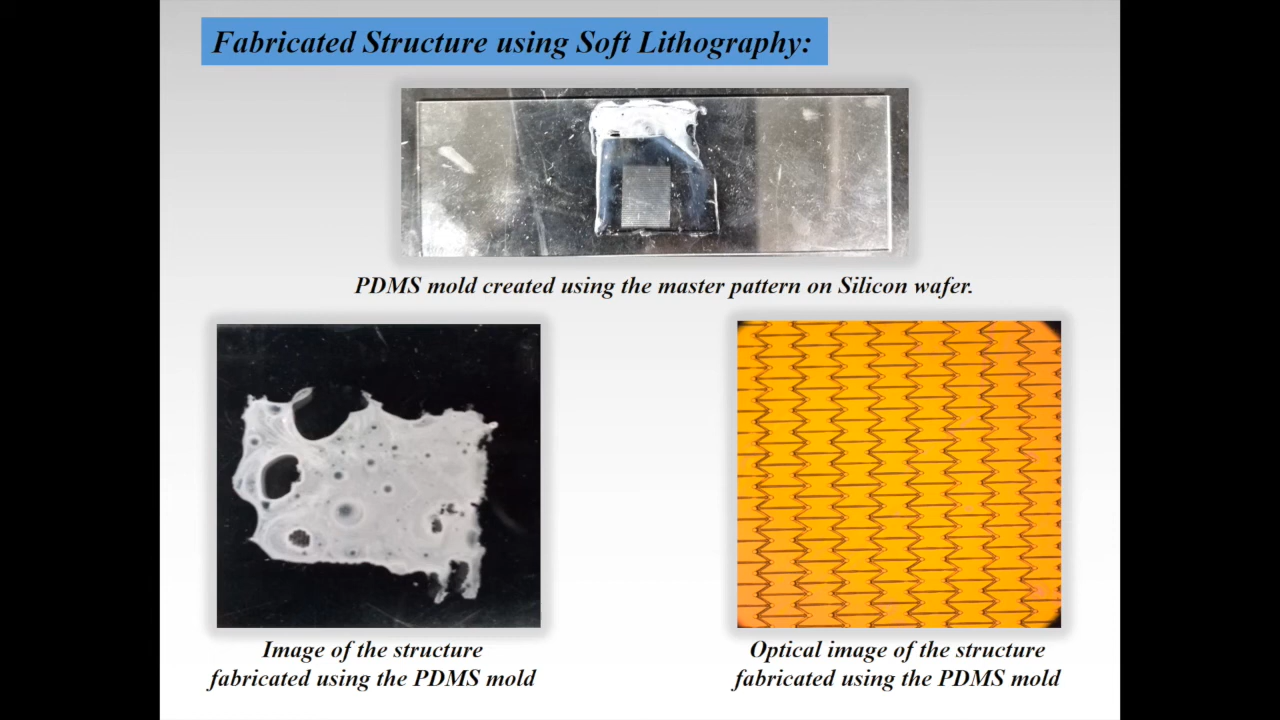 Fabricated Structure using Soft Lithography:
PDMS mold created using the master pattern on Silicon wafer.
Image of the structure
fabricated using the PDMS mold
Optical image of the structure
fabricated using the PDMS mold